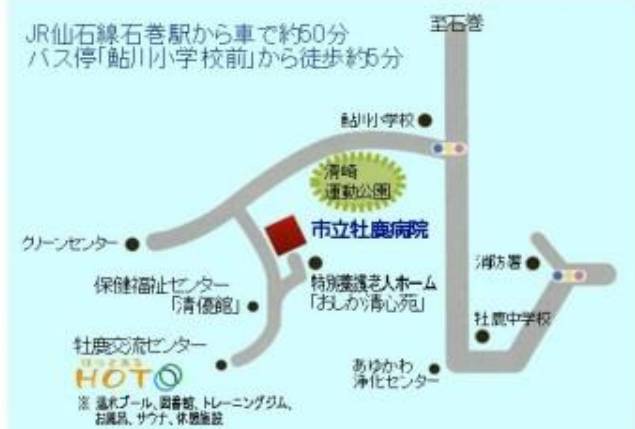 JR仙石線石巻駅から車で約50分
バス停「鮎川小学校前」から徒歩約5分
至石巻
鮎川小学校
清崎
運動公園
市立牡鹿病院
グリーンセンター
保健福祉センター
「清優館」
特別養護老人ホーム
「おしか清心苑」
消防署
牡鹿中学校
牡鹿交流センター
ほっとまる
HOT
あゆかわ
浄化センター
※ 温水プール、図書館、トレーニングジム、
お風呂、サウナ、休憩施設